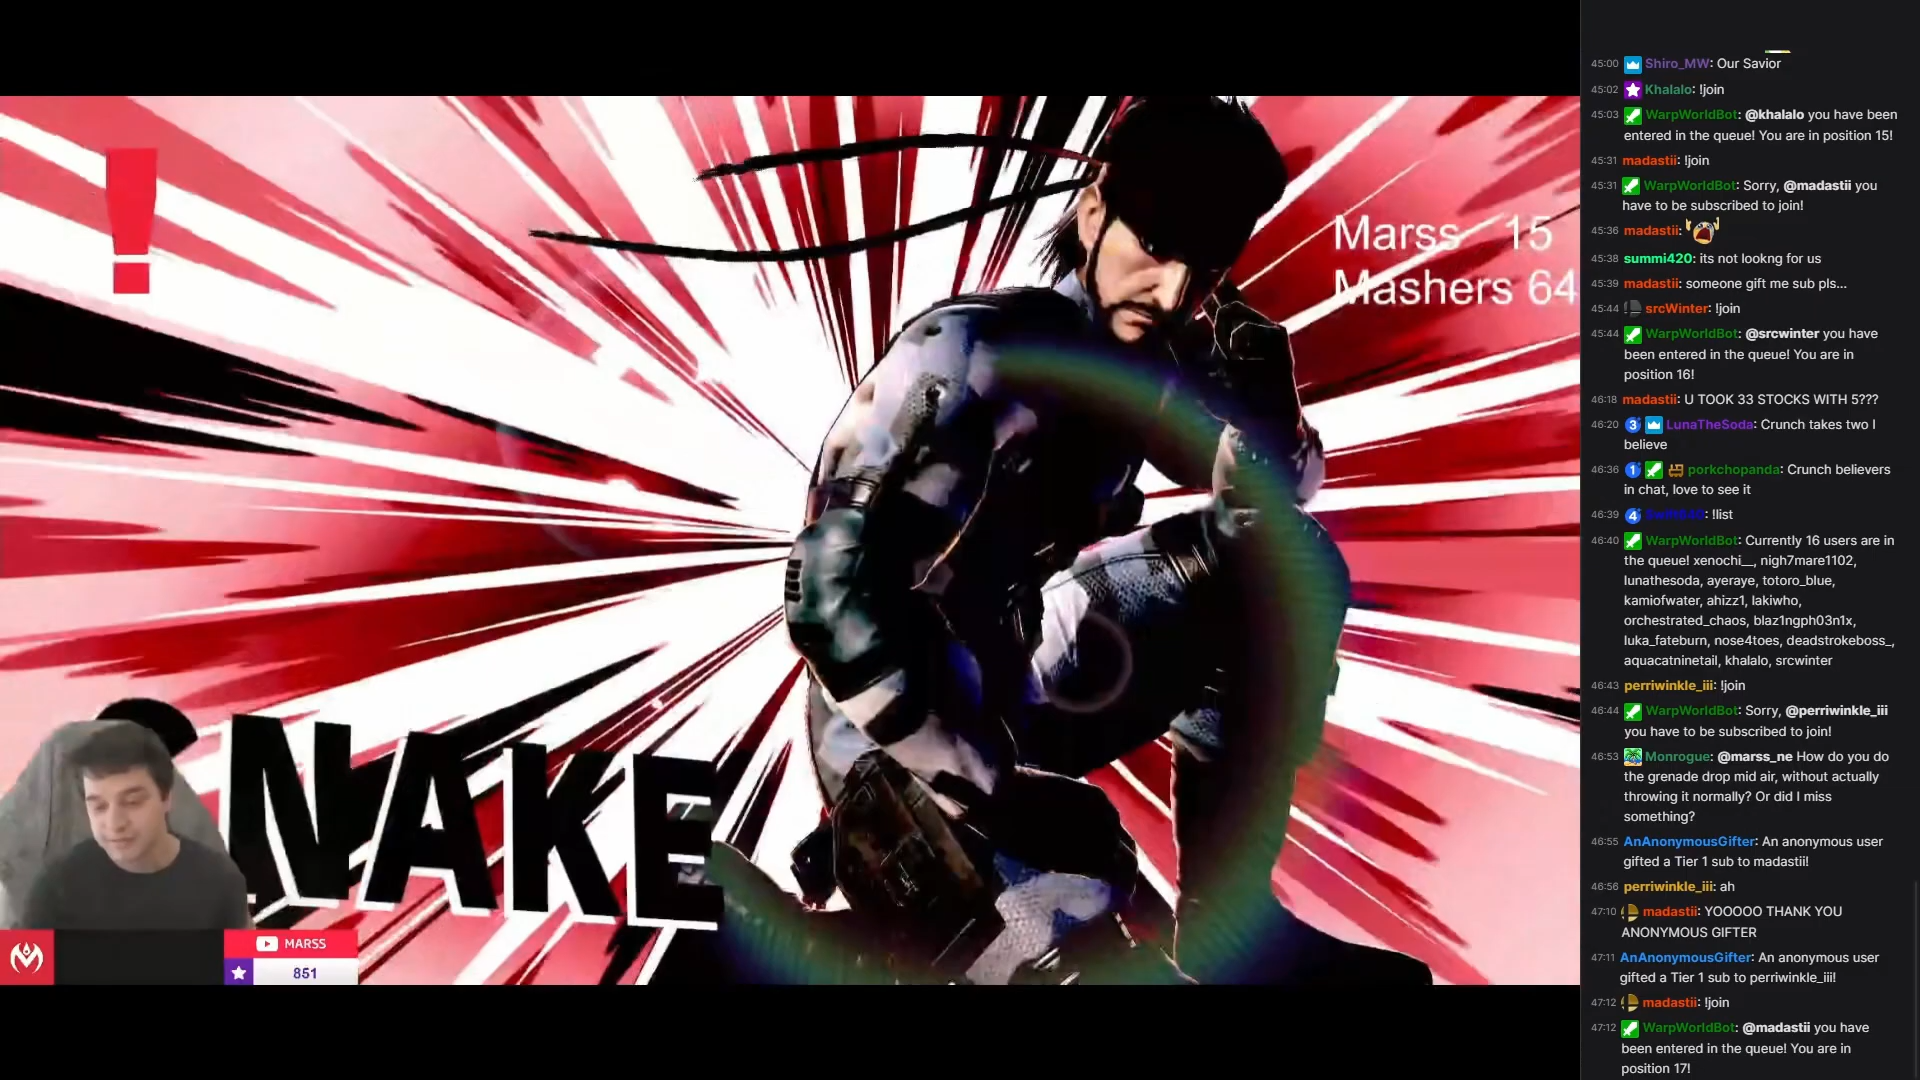 Marss 15
Mashers 64
NAKE
MARSS
851
45:00 Shiro_MW: Our Savior
45:02 Khalalo: !join
45:03 WarpWorldBot: @khalalo you have been
entered in the queue! You are in position 15!
45:31 madastii: !join
45:31 WarpWorldBot: Sorry, @madastii you
have to be subscribed to join!
45:36 madastii:
45:38 summi420: its not lookng for us
45:39 madastii: someone gift me sub pls...
45:44 srcWinter: !join
45:44 WarpWorldBot: @srcwinter you have
been entered in the queue! You are in
position 16!
46:18 madastii: U TOOK 33 STOCKS WITH 5???
46:20 3 LunaTheSoda: Crunch takes two I
believe
46:36 1 porkchopanda: Crunch believers
in chat, love to see it
46:39 4 : !list
46:40 WarpWorldBot: Currently 16 users are in
the queue! xenochi__, nigh7mare1102,
lunathesoda, ayeraye, totoro_blue,
kamiofwater, ahizz1, lakiwho,
orchestrated_chaos, blaz1ngph03n1x,
luka_fateburn, nose4toes, deadstrokeboss_,
aquacatninetail, khalalo, srcwinter
46:43 perriwinkle_iii: !join
46:44 WarpWorldBot: Sorry, @perriwinkle_iii
you have to be subscribed to join!
46:53 Monrogue: @marss_ne How do you do
the grenade drop mid air, without actually
throwing it normally? Or did I miss
something?
46:55 AnAnonymousGifter: An anonymous user
gifted a Tier 1 sub to madastii!
46:56 perriwinkle_iii: ah
47:10 madastii: YOOOOO THANK YOU
ANONYMOUS GIFTER
47:11 AnAnonymousGifter: An anonymous user
gifted a Tier 1 sub to perriwinkle_iii!
47:12 madastii: !join
47:12 WarpWorldBot: @madastii you have
been entered in the queue! You are in
position 17!